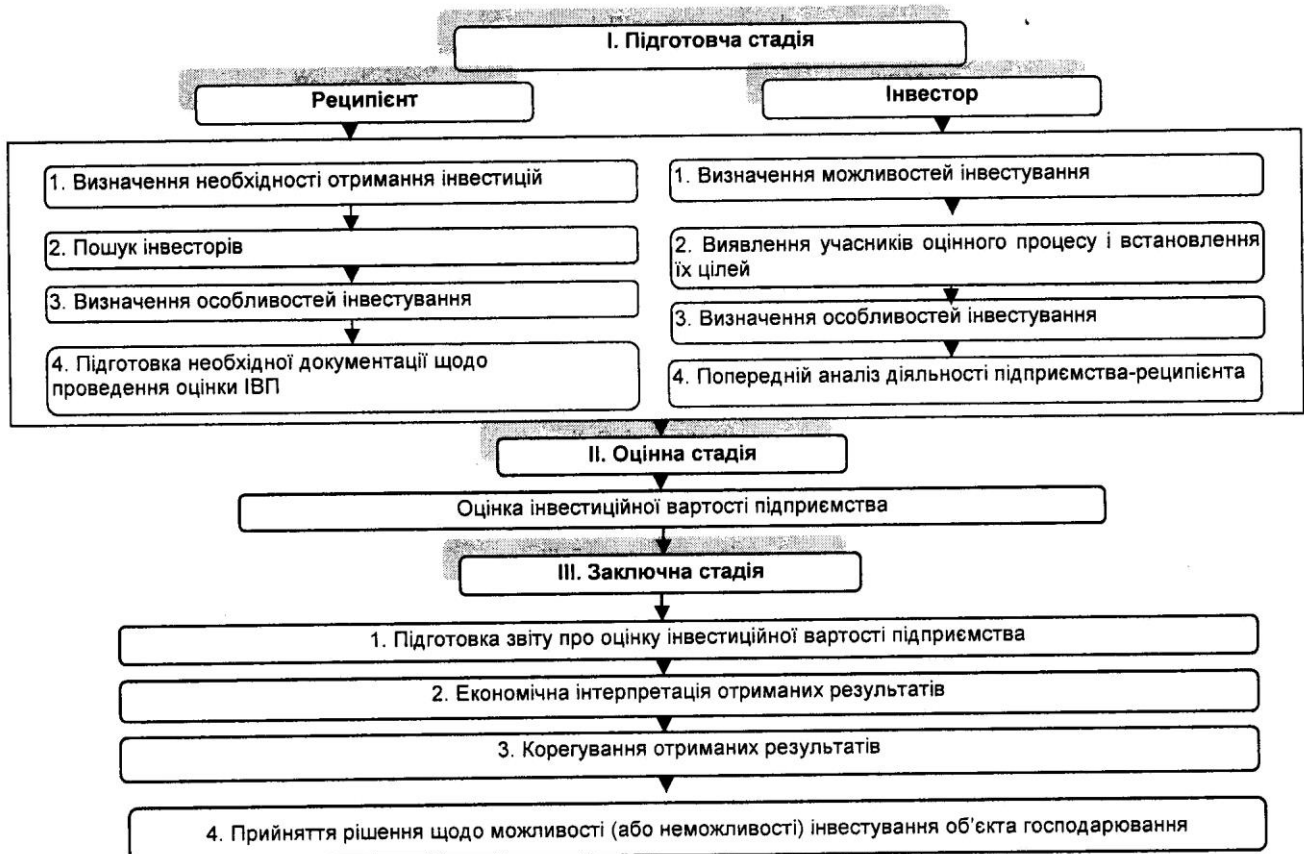 І. Підготовча стадія
Реципієнт
Інвестор
1. Визначення необхідності отримання інвестицій
2. Пошук інвесторів
3. Визначення особливостей інвестування
4. Підготовка необхідної документації щодо
проведення оцінки ІВП
1. Визначення можливостей інвестування
2. Виявлення учасників оцінного процесу і встановлення
їх цілей
3. Визначення особливостей інвестування
4. Попередній аналіз діяльності підприємства-реципієнта
ІІ. Оцінна стадія
Оцінка інвестиційної вартості підприємства
ІІІ. Заключна стадія
1. Підготовка звіту про оцінку інвестиційної вартості підприємства
2. Економічна інтерпретація отриманих результатів
3. Корегування отриманих результатів
4. Прийняття рішення щодо можливості (або неможливості) інвестування об'єкта господарювання